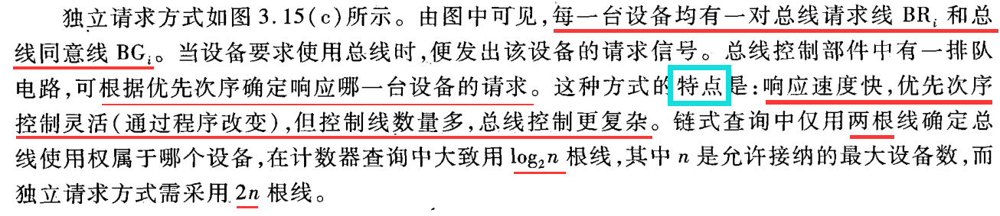 独立请求方式如图 3.15(c)所示。由图中可见,每一台设备均有一对总线请求线 BRᵢ 和总
线同意线 BGᵢ。当设备要求使用总线时,便发出该设备的请求信号。总线控制部件中有一排队
电路,可根据优先次序确定响应哪一台设备的请求。这种方式的特点是:响应速度快,优先次序
控制灵活(通过程序改变),但控制线数量多,总线控制更复杂。链式查询中仅用两根线确定总
线使用权属于哪个设备,在计数器查询中大致用 log₂n 根线,其中 n 是允许接纳的最大设备数,而
独立请求方式需采用 2n 根线。